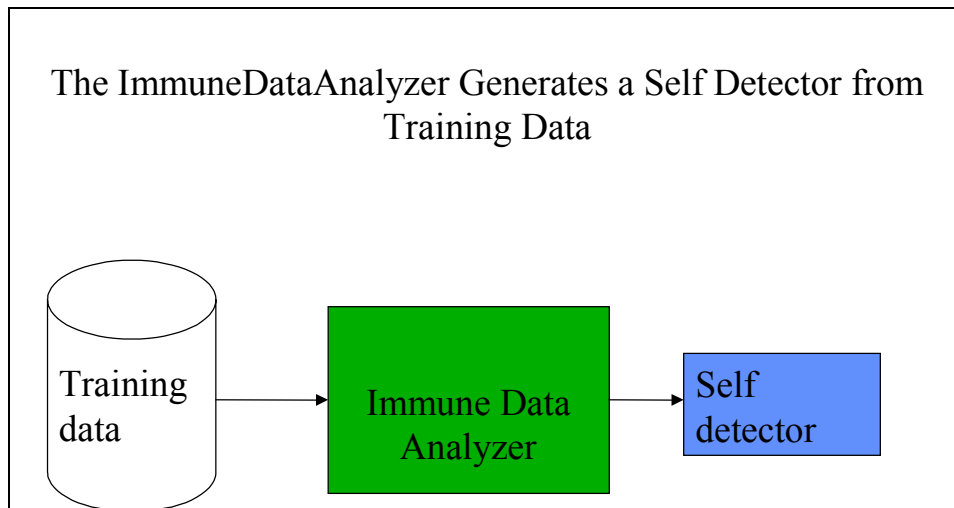 The ImmuneDataAnalyzer Generates a Self Detector from
Training Data
Training
data
Immune Data
Analyzer
Self
detector